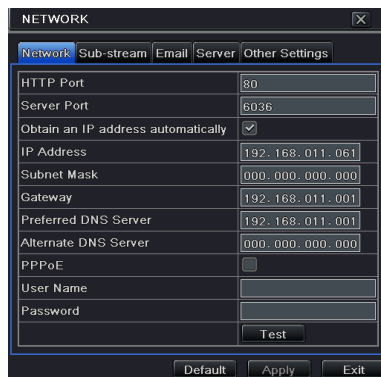 NETWORK
Network Sub-stream Email Server Other Settings
HTTP Port 80
Server Port 6036
Obtain an IP address automatically
IP Address 192. 168. 011. 061
Subnet Mask 000. 000. 000. 000
Gateway 192. 168. 011. 001
Preferred DNS Server 192. 168. 011. 001
Alternate DNS Server 000. 000. 000. 000
PPPoE
User Name
Password
Test
Default Apply Exit